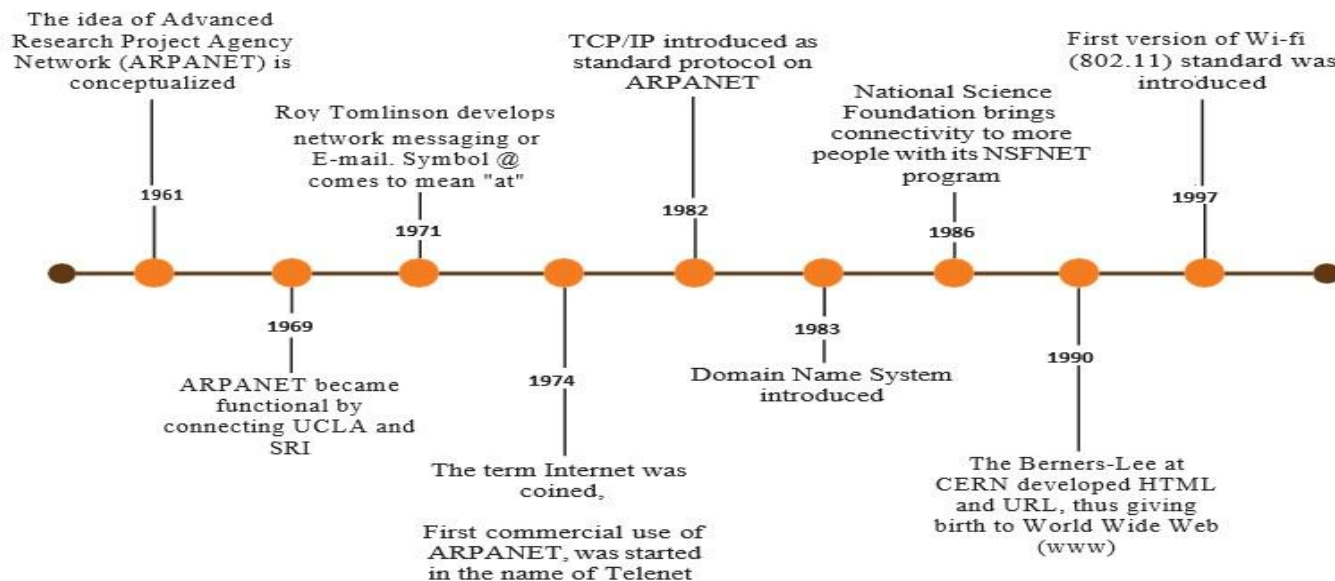 The idea of Advanced
Research Project Agency
Network (ARPANET) is
conceptualized
1961
1969
ARPANET became
functional by
connecting UCLA and
SRI
Roy Tomlinson develops
network messaging or
E-mail. Symbol @
comes to mean "at"
1971
1974
The term Internet was
coined,
First commercial use of
ARPANET, was started
in the name of Telenet
TCP/IP introduced as
standard protocol on
ARPANET
1982
1983
Domain Name System
introduced
National Science
Foundation brings
connectivity to more
people with its NSFNET
program
1986
1990
The Berners-Lee at
CERN developed HTML
and URL, thus giving
birth to World Wide Web
(www)
First version of Wi-fi
(802.11) standard was
introduced
1997